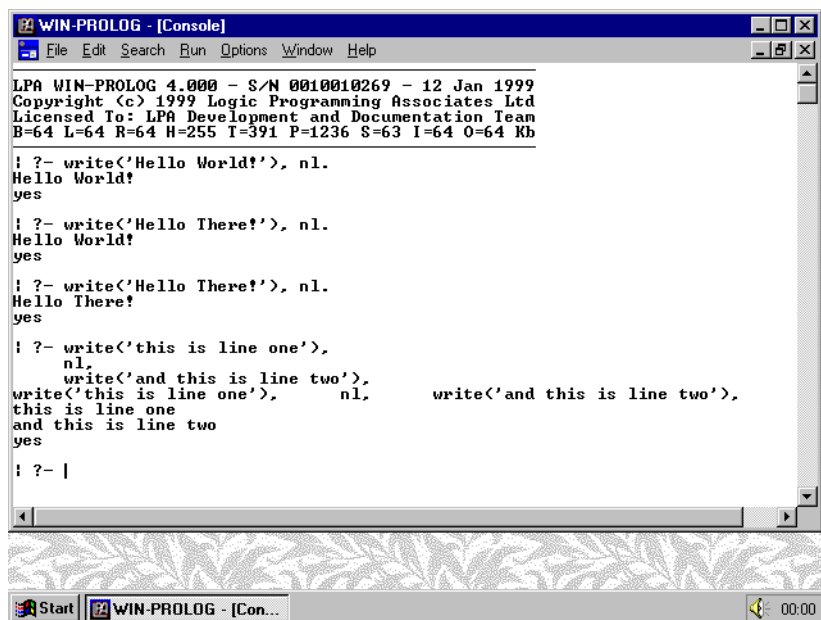 WIN-PROLOG - [Console]
File Edit Search Run Options Window Help
LPA WIN-PROLOG 4.000 - S/N 0010010269 - 12 Jan 1999
Copyright (c) 1999 Logic Programming Associates Ltd
Licensed To: LPA Development and Documentation Team
B=64 L=64 R=64 H=255 T=391 P=1236 S=63 I=64 O=64 Kb
| ?- write('Hello World!'), nl.
Hello World!
yes
| ?- write('Hello There!'), nl.
Hello World!
yes
| ?- write('Hello There!'), nl.
Hello There!
yes
| ?- write('this is line one'),
nl,
write('and this is line two'),
write('this is line one'),      nl,      write('and this is line two'),
this is line one
and this is line two
yes
| ?- |
Start WIN-PROLOG - [Con... 00:00